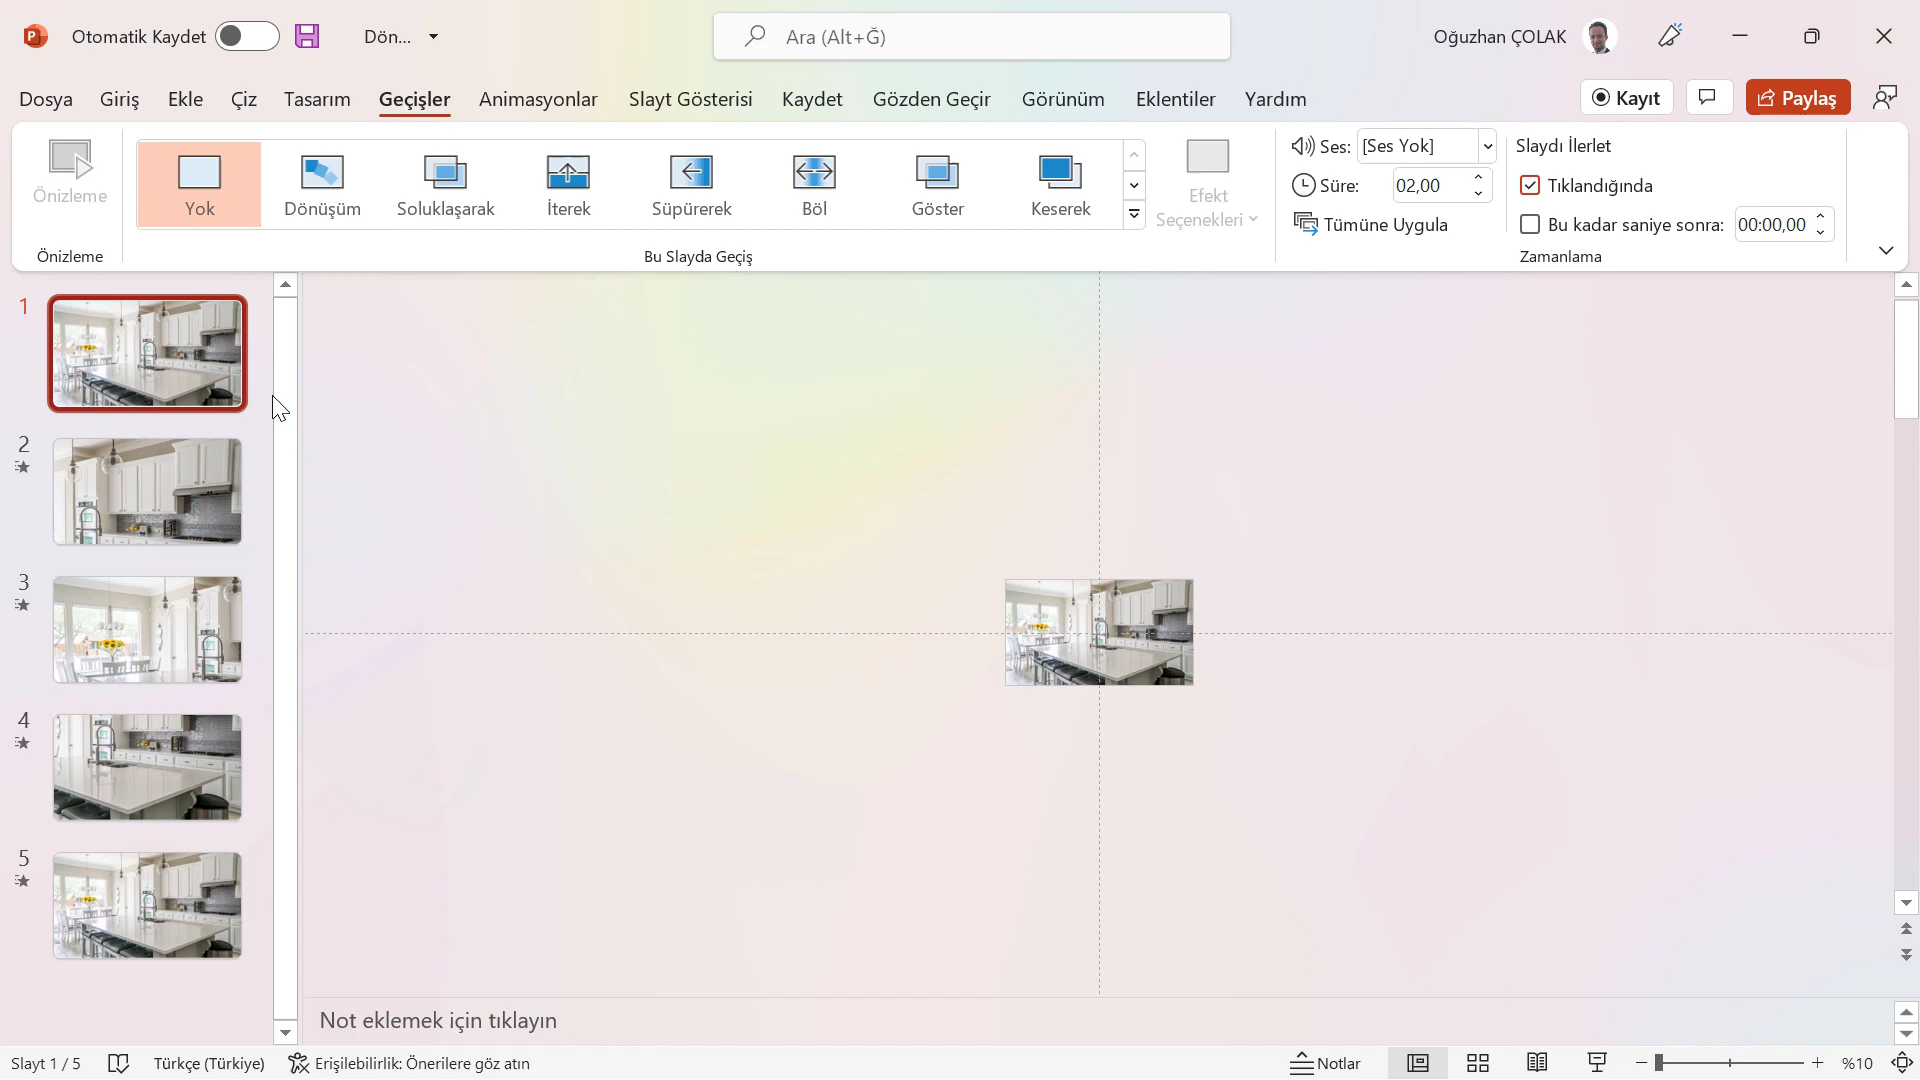 Otomatik Kaydet
Dön...
Ara (Alt+Ğ)
Oğuzhan ÇOLAK
Dosya Giriş Ekle Çiz Tasarım Geçişler Animasyonlar Slayt Gösterisi Kaydet Gözden Geçir Görünüm Eklentiler Yardım
Kayıt
Paylaş
Önizleme
Önizleme
Yok Dönüşüm Soluklaşarak İterek Süpürerek Böl Göster Keserek
Bu Slayda Geçiş
Efekt
Seçenekleri
Ses: [Ses Yok]
Süre: 02,00
Tümüne Uygula
Slaydı İlerlet
Tıklandığında
Bu kadar saniye sonra: 00:00,00
Zamanlama
1
2
3
4
5
Not eklemek için tıklayın
Slayt 1 / 5
Türkçe (Türkiye)
Erişilebilirlik: Önerilere göz atın
Notlar
%10